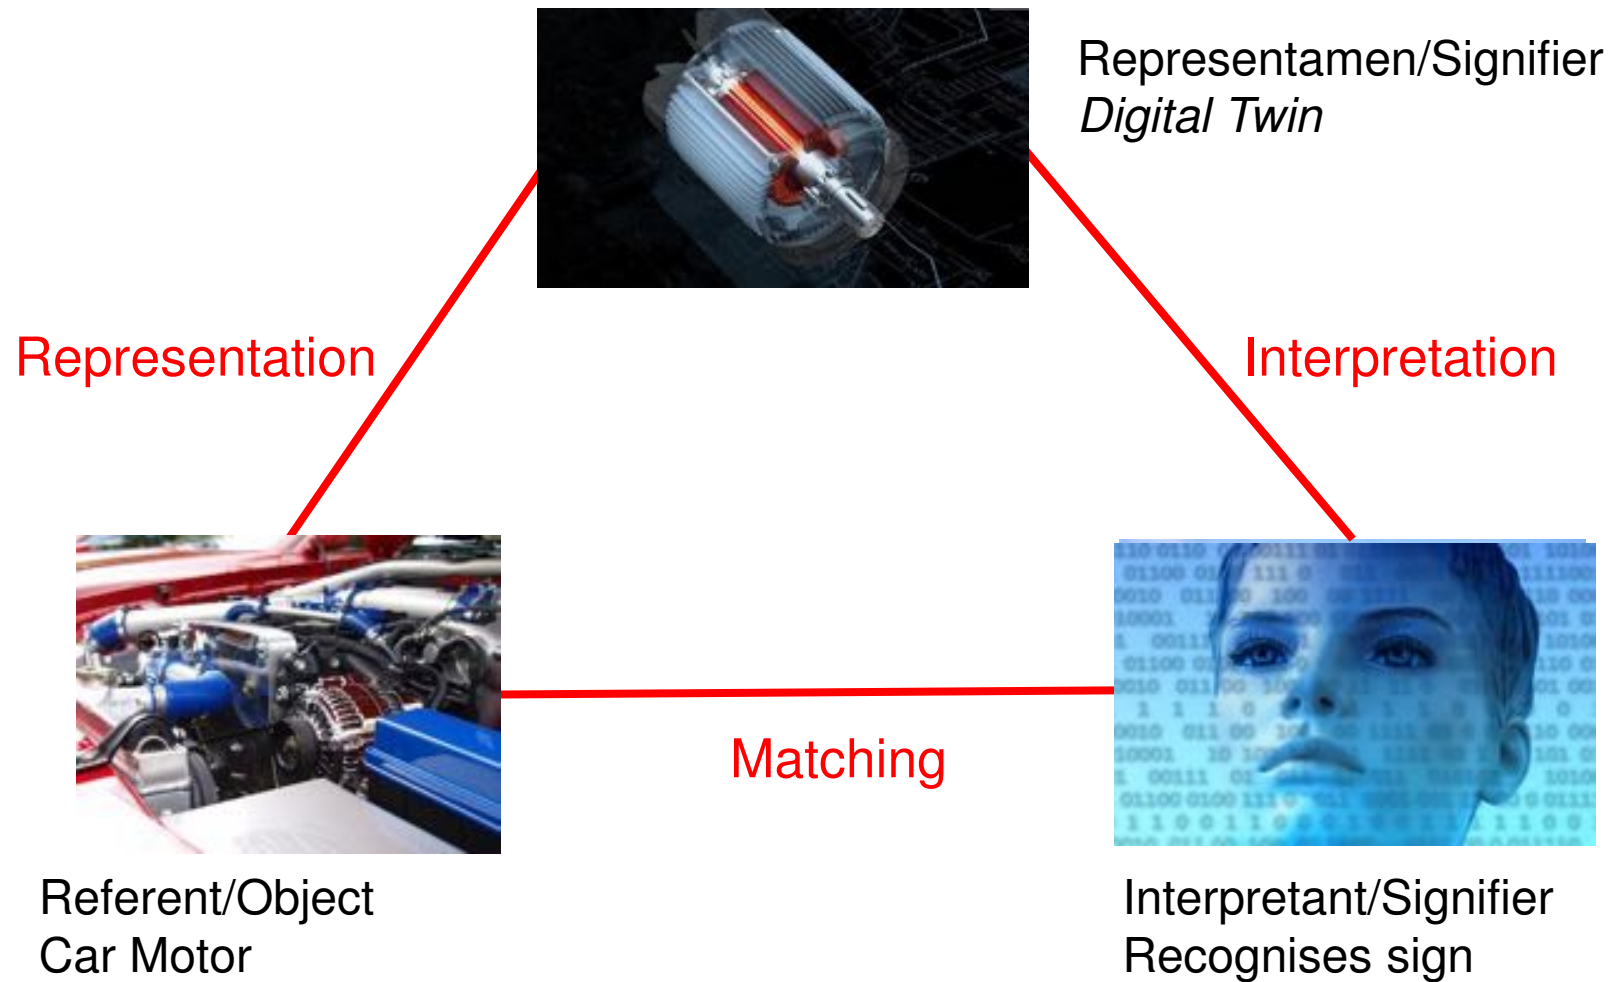 Representamen/Signifier
Digital Twin
Representation
Interpretation
Matching
Referent/Object
Car Motor
Interpretant/Signifier
Recognises sign